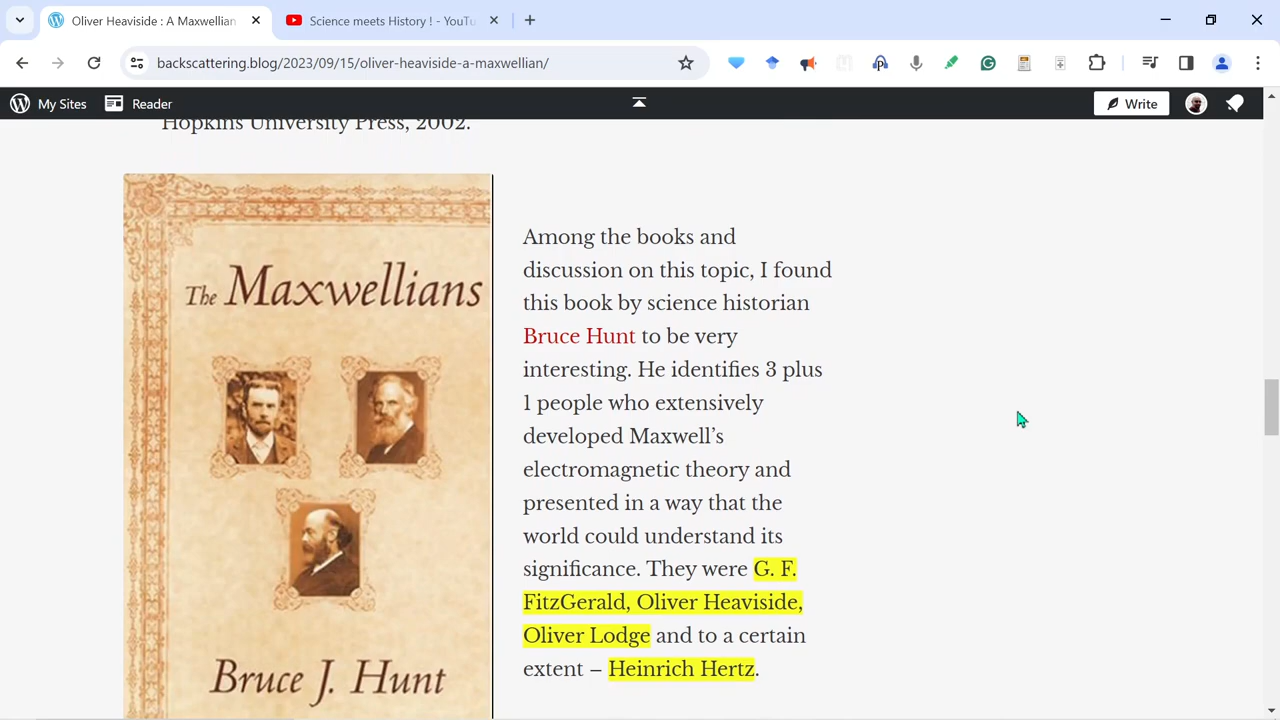 Oliver Heaviside : A Maxwellian
Science meets History ! - YouTu
backscattering.blog/2023/09/15/oliver-heaviside-a-maxwellian/
My Sites
Reader
Write
Hopkins University Press, 2002.
The Maxwellians
Bruce J. Hunt
Among the books and
discussion on this topic, I found
this book by science historian
Bruce Hunt to be very
interesting. He identifies 3 plus
1 people who extensively
developed Maxwell’s
electromagnetic theory and
presented in a way that the
world could understand its
significance. They were G. F.
FitzGerald, Oliver Heaviside,
Oliver Lodge and to a certain
extent – Heinrich Hertz.